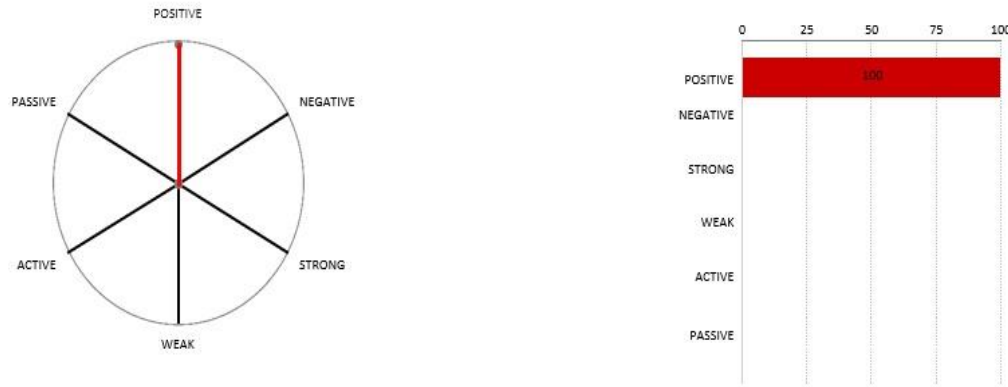 POSITIVE
PASSIVE
NEGATIVE
ACTIVE
STRONG
WEAK
0 25 50 75 100
POSITIVE 100
NEGATIVE
STRONG
WEAK
ACTIVE
PASSIVE